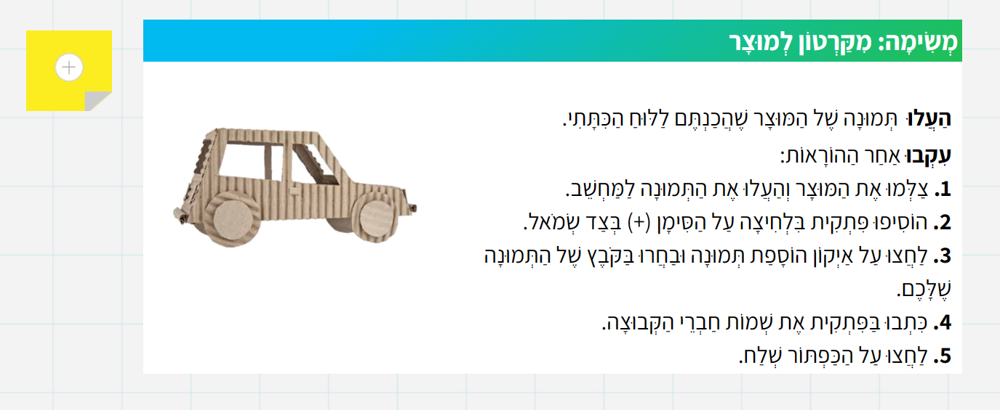 מְשִׂימָה: מִקַּרְטוֹן לְמוּצָר
הַעֲלוּ תְּמוּנָה שֶׁל הַמּוּצָר שֶׁהֲכַנְתֶּם לַלּוּחַ הַכִּתָּתִי.
עִקְבוּ אַחַר הַהוֹרָאוֹת:
1. צַלְּמוּ אֶת הַמּוּצָר וְהַעֲלוּ אֶת הַתְּמוּנָה לַמַּחְשֵׁב.
2. הוֹסִיפוּ פִּתְקִית בִּלְחִיצָה עַל הַסִּימָן (+) בְּצַד שְׂמֹאל.
3. לַחֲצוּ עַל אַיְקוֹן הוֹסָפַת תְּמוּנָה וּבַחֲרוּ בַּקֹּבֶץ שֶׁל הַתְּמוּנָה
שֶׁלָּכֶם.
4. כִּתְבוּ בַּפִּתְקִית אֶת שְׁמוֹת חַבְרֵי הַקְּבוּצָה.
5. לַחֲצוּ עַל הַכַּפְתּוֹר שְׁלַח.